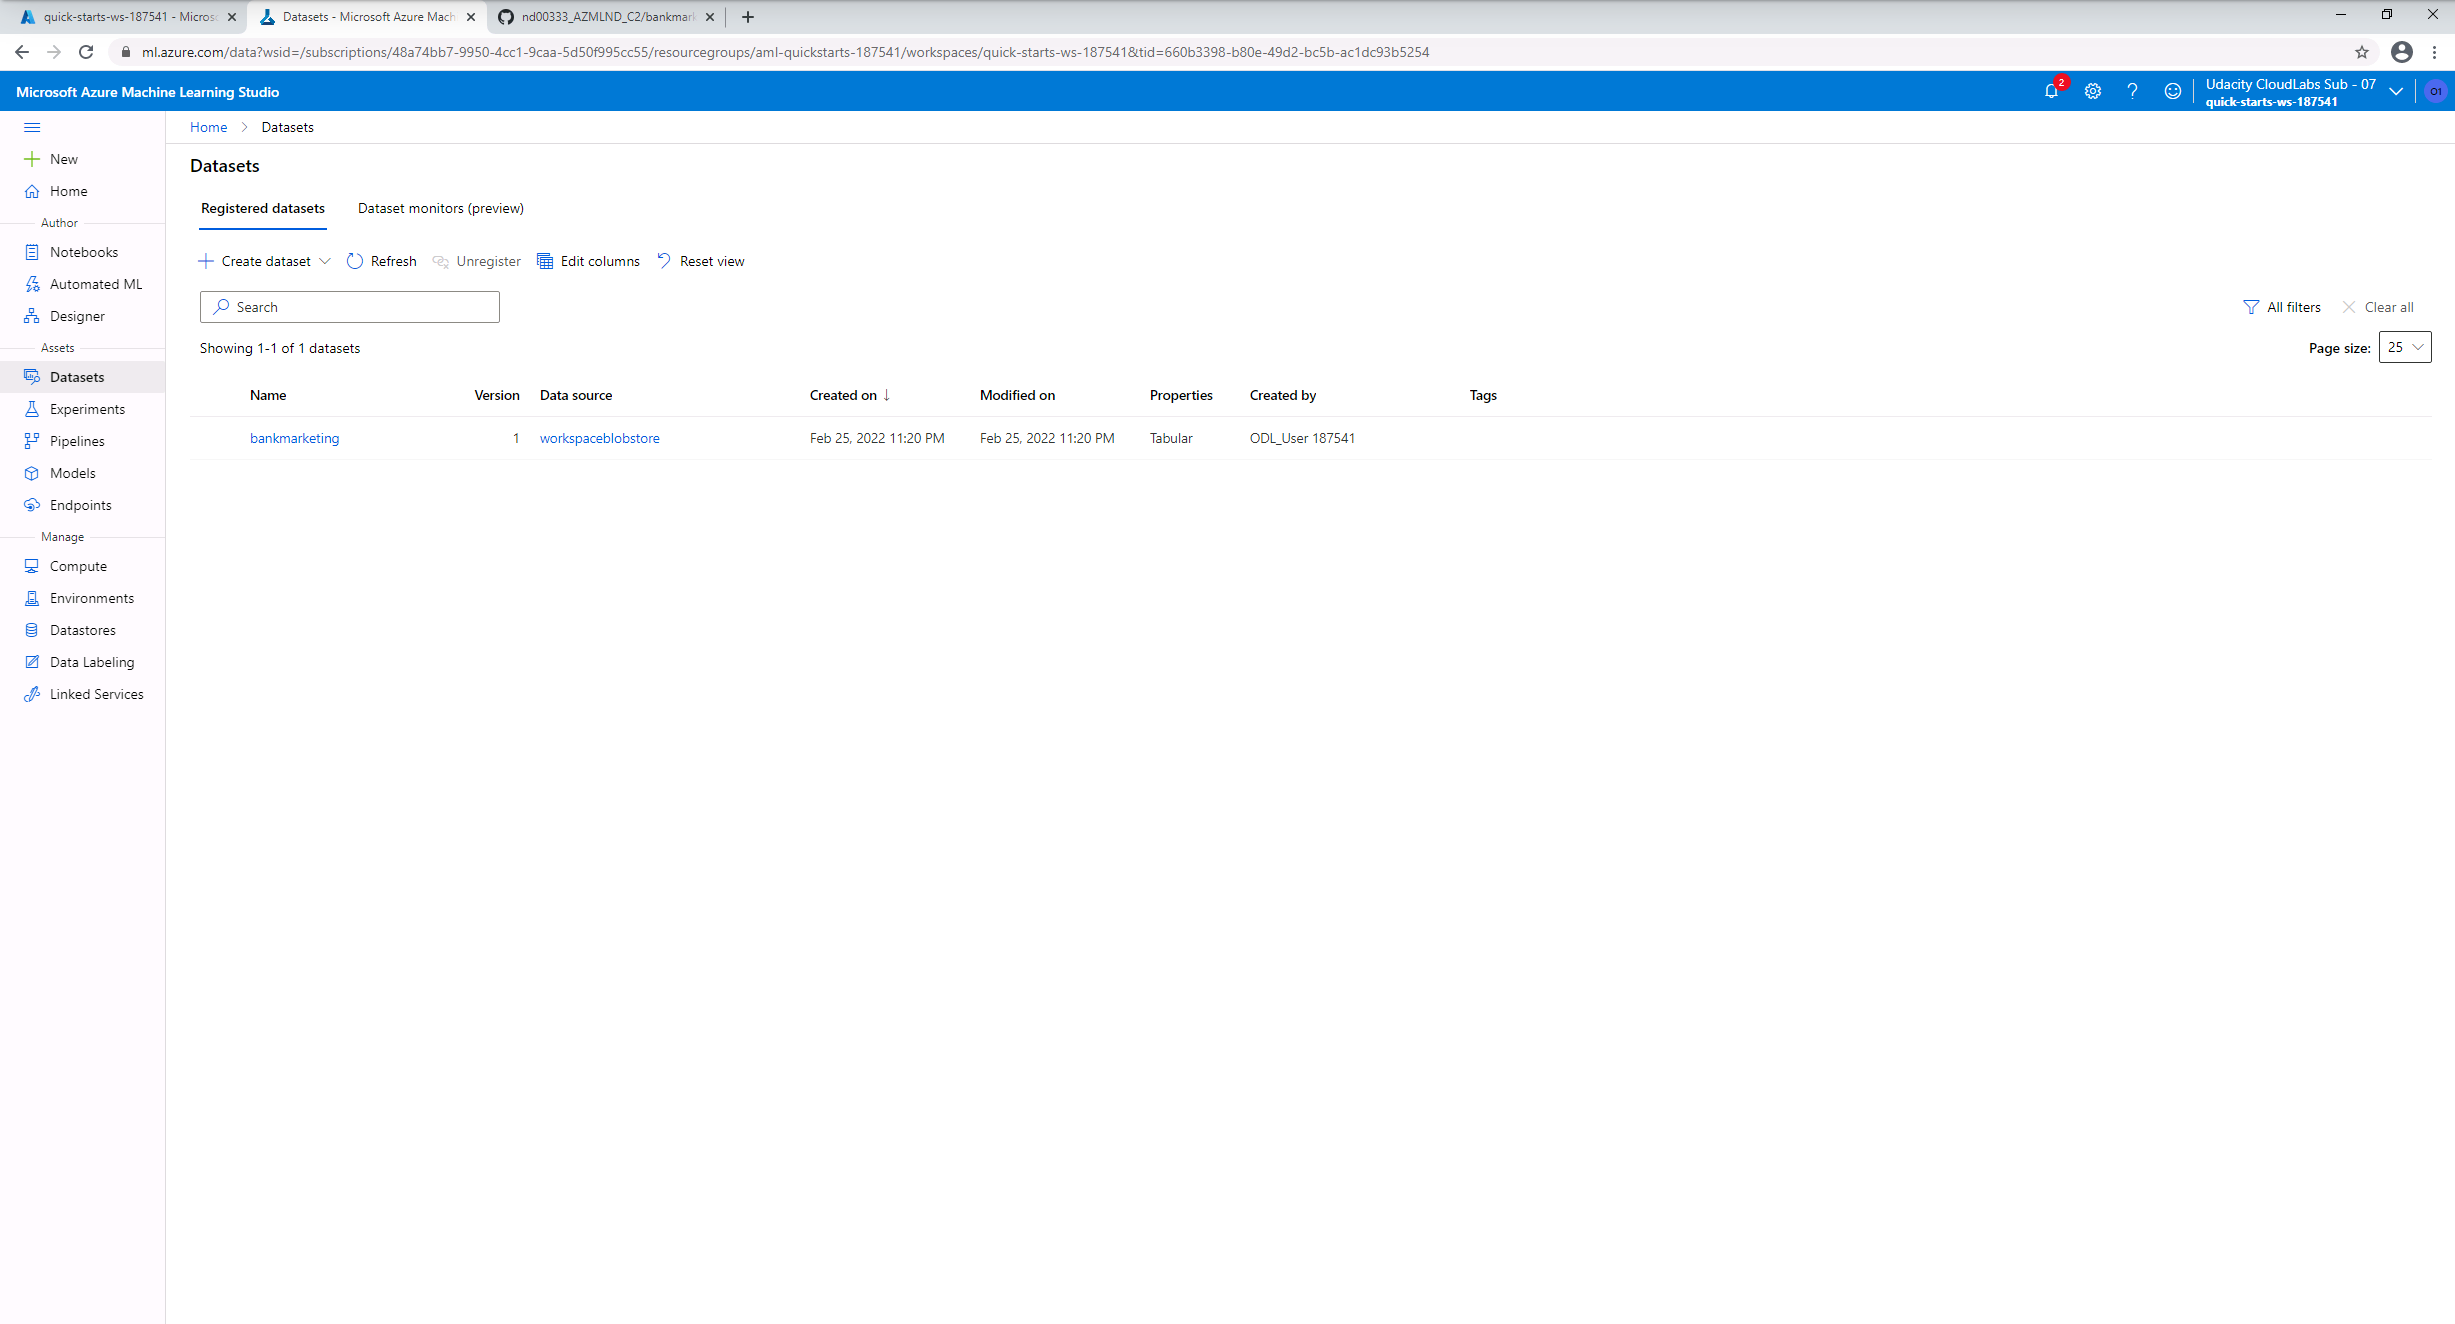 quick-starts-ws-187541 - Micros
Datasets - Microsoft Azure Mach
nd00333_AZMLND_C2/bankmar
ml.azure.com/data?wsid=/subscriptions/48a74bb7-9950-4cc1-9caa-5d50f995cc55/resourcegroups/aml-quickstarts-187541/workspaces/quick-starts-ws-187541&tid=660b3398-b80e-49d2-bc5b-ac1dc93b5254
Microsoft Azure Machine Learning Studio
2
Udacity CloudLabs Sub - 07
quick-starts-ws-187541
O1
New
Home
Author
Notebooks
Automated ML
Designer
Assets
Datasets
Experiments
Pipelines
Models
Endpoints
Manage
Compute
Environments
Datastores
Data Labeling
Linked Services
Home > Datasets
Datasets
Registered datasets Dataset monitors (preview)
Create dataset Refresh Unregister Edit columns Reset view
Search
All filters Clear all
Showing 1-1 of 1 datasets
Page size: 25
Name Version Data source Created on ↓ Modified on Properties Created by Tags
bankmarketing 1 workspaceblobstore Feb 25, 2022 11:20 PM Feb 25, 2022 11:20 PM Tabular ODL_User 187541